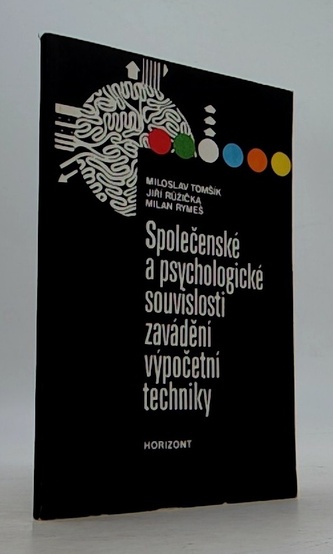 MILOSLAV TOMŠÍK
JIŘÍ RŮŽIČKA
MILAN RYMEŠ
Společenské
a psychologické
souvislosti
zavádění
výpočetní
techniky
HORIZONT